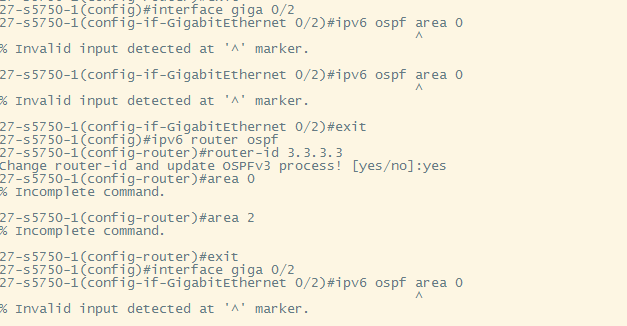 27-s5750-1(config)#interface giga 0/2
27-s5750-1(config-if-GigabitEthernet 0/2)#ipv6 ospf area 0
^
% Invalid input detected at '^' marker.
27-s5750-1(config-if-GigabitEthernet 0/2)#ipv6 ospf area 0
^
% Invalid input detected at '^' marker.
27-s5750-1(config-if-GigabitEthernet 0/2)#exit
27-s5750-1(config)#ipv6 router ospf
27-s5750-1(config-router)#router-id 3.3.3.3
Change router-id and update OSPFv3 process! [yes/no]:yes
27-s5750-1(config-router)#area 0
% Incomplete command.
27-s5750-1(config-router)#area 2
% Incomplete command.
27-s5750-1(config-router)#exit
27-s5750-1(config)#interface giga 0/2
27-s5750-1(config-if-GigabitEthernet 0/2)#ipv6 ospf area 0
^
% Invalid input detected at '^' marker.